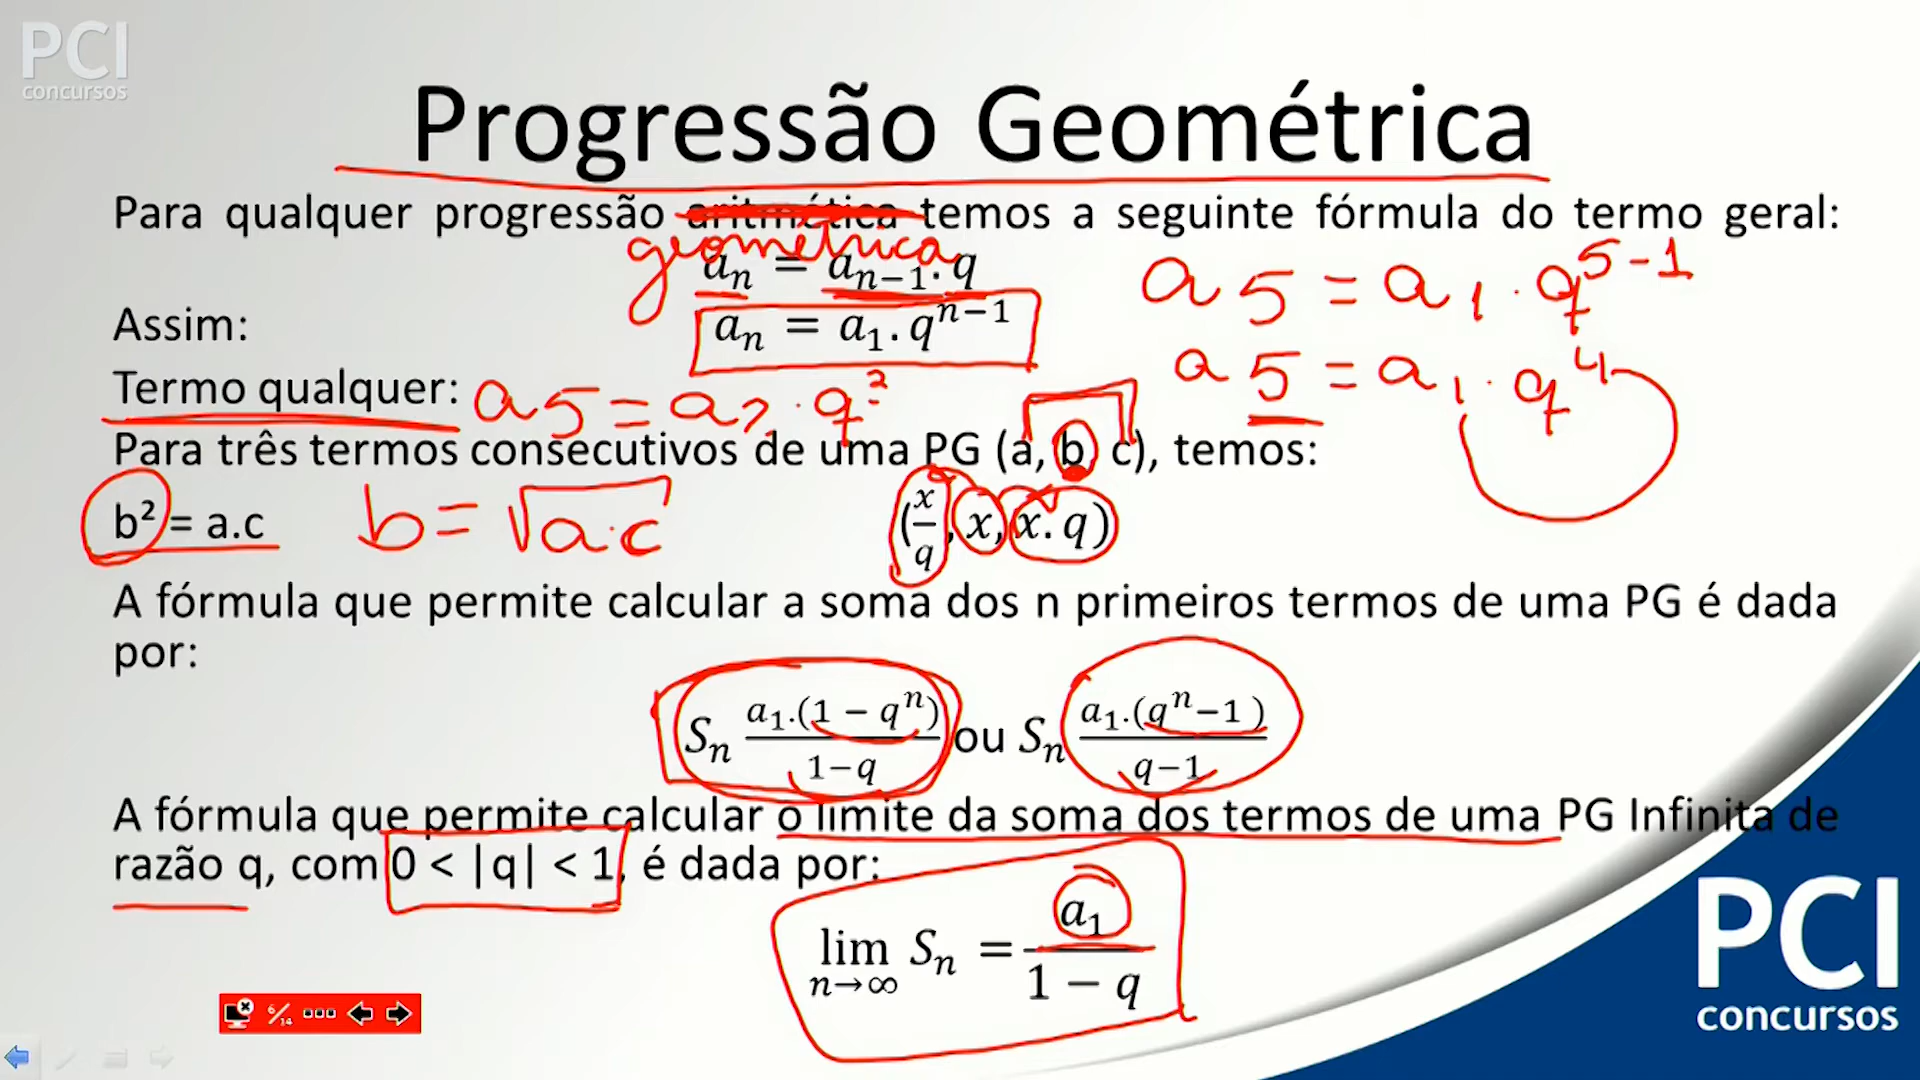 PCI
concursos
Progressão Geométrica
Para qualquer progressão aritmética temos a seguinte fórmula do termo geral:
geométrica
aₙ = aₙ₋₁. q
a5 = a₁ . q⁵⁻¹
Assim:
aₙ = a₁. qⁿ⁻¹
a5 = a₁ . q⁴
Termo qualquer: a5 = a₂ . q²
Para três termos consecutivos de uma PG (a, b c), temos:
b² = a.c b = √a.c (x/q, x, x. q)
A fórmula que permite calcular a soma dos n primeiros termos de uma PG é dada
por:
Sₙ a₁.(1 − qⁿ)/1−q ou Sₙ a₁.(qⁿ−1 )/q−1
A fórmula que permite calcular o limite da soma dos termos de uma PG Infinita de
razão q, com 0 < |q| < 1, é dada por:
lim n→∞ Sₙ = a₁/1 − q
6/14
PCI
concursos